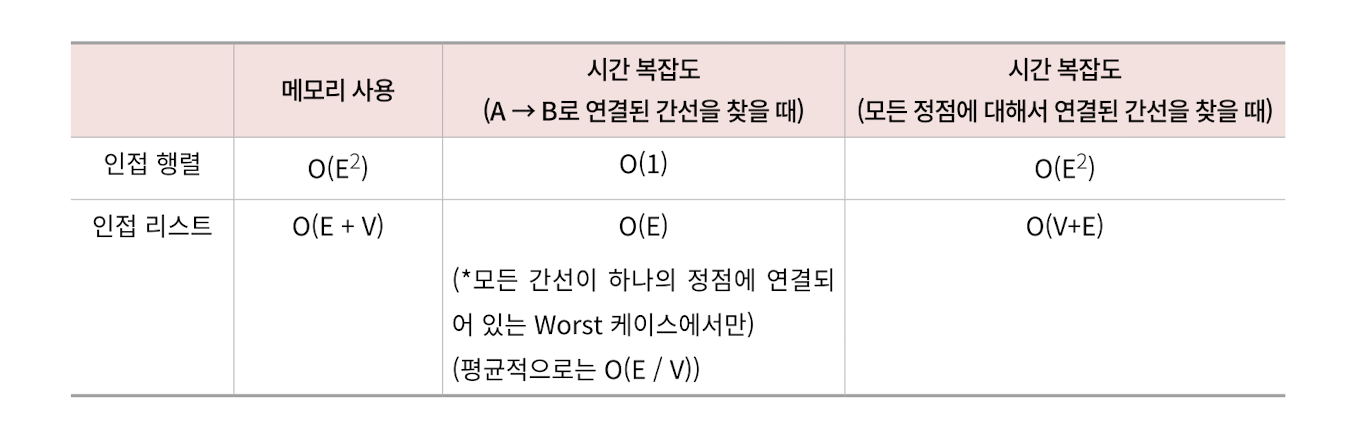 메모리 사용
시간 복잡도
(A → B로 연결된 간선을 찾을 때)
시간 복잡도
(모든 정점에 대해서 연결된 간선을 찾을 때)
인접 행렬
O(E²)
O(1)
O(E²)
인접 리스트
O(E + V)
O(E)
(*모든 간선이 하나의 정점에 연결되
어 있는 Worst 케이스에서만)
(평균적으로는 O(E / V))
O(V+E)